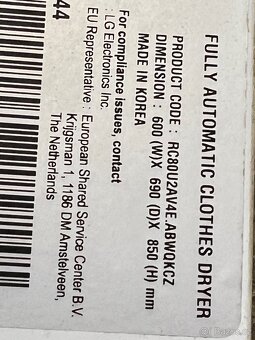 FULLY AUTOMATIC CLOTHES DRYER
PRODUCT CODE : RC80U2AV4E.ABWQKCZ
DIMENSION : 600 (W)X 690 (D)X 850 (H) mm
MADE IN KOREA
For compliance issues, contact
: LG Electronics Inc.
EU Representative : European Shared Service Center B.V.
Krijgsman 1, 1186 DM Amstelveen,
The Netherlands
44